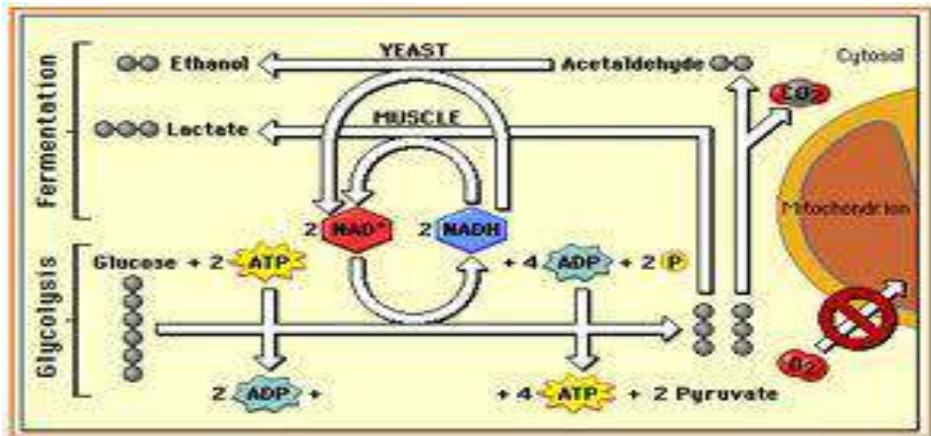 Fermentation
Glycolysis
YEAST
Ethanol
Acetaldehyde
Cytosol
CO₂
MUSCLE
Lactate
Mitochondrion
2 NAD⁺ 2 NADH
Glucose + 2 ATP + 4 ADP + 2 P
O₂
2 ADP + + 4 ATP + 2 Pyruvate